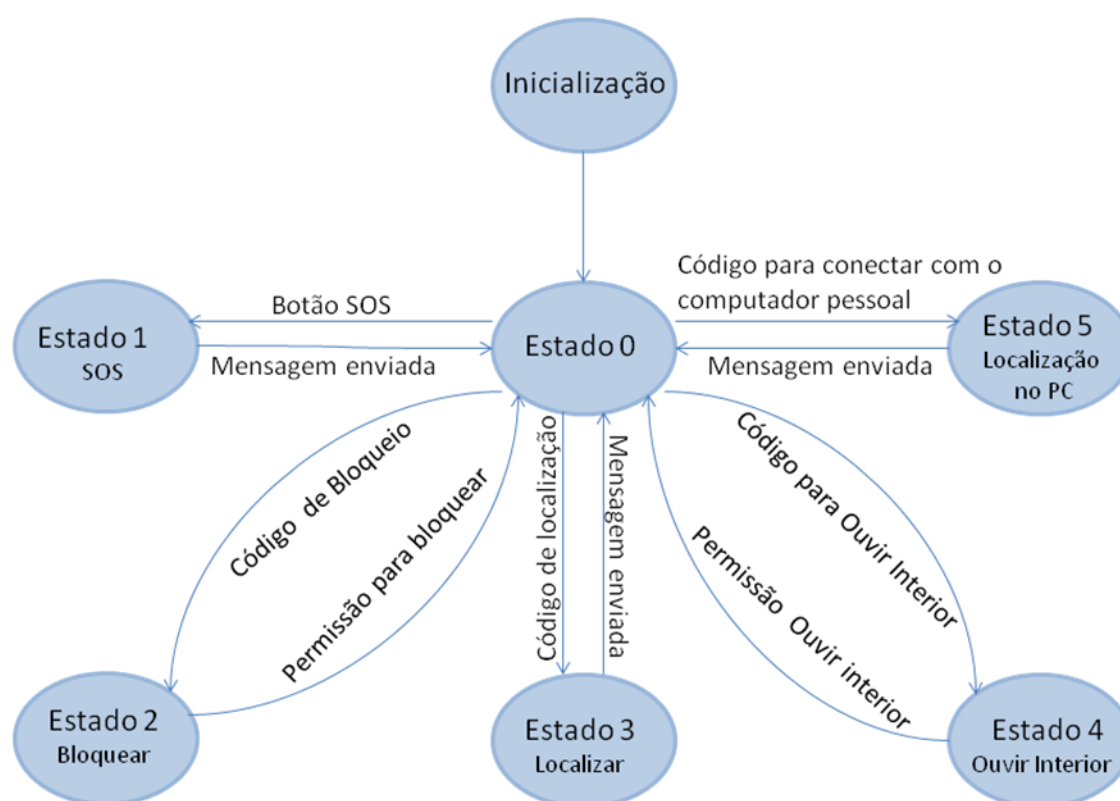 Inicialização
Código para conectar com o
computador pessoal
Botão SOS
Estado 1
SOS
Estado 0
Estado 5
Localização
no PC
Mensagem enviada
Mensagem enviada
Código de Bloqueio
Permissão para bloquear
Código de localização
Mensagem enviada
Código para Ouvir Interior
Permissão Ouvir interior
Estado 2
Bloquear
Estado 3
Localizar
Estado 4
Ouvir Interior